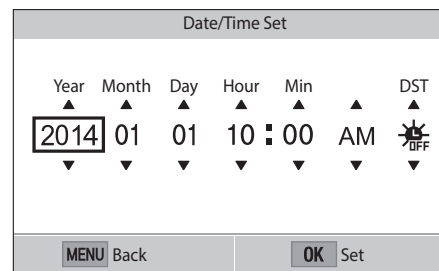 Date/Time Set
Year Month Day Hour Min DST
2014 01 01 10 : 00 AM OFF
MENU Back OK Set